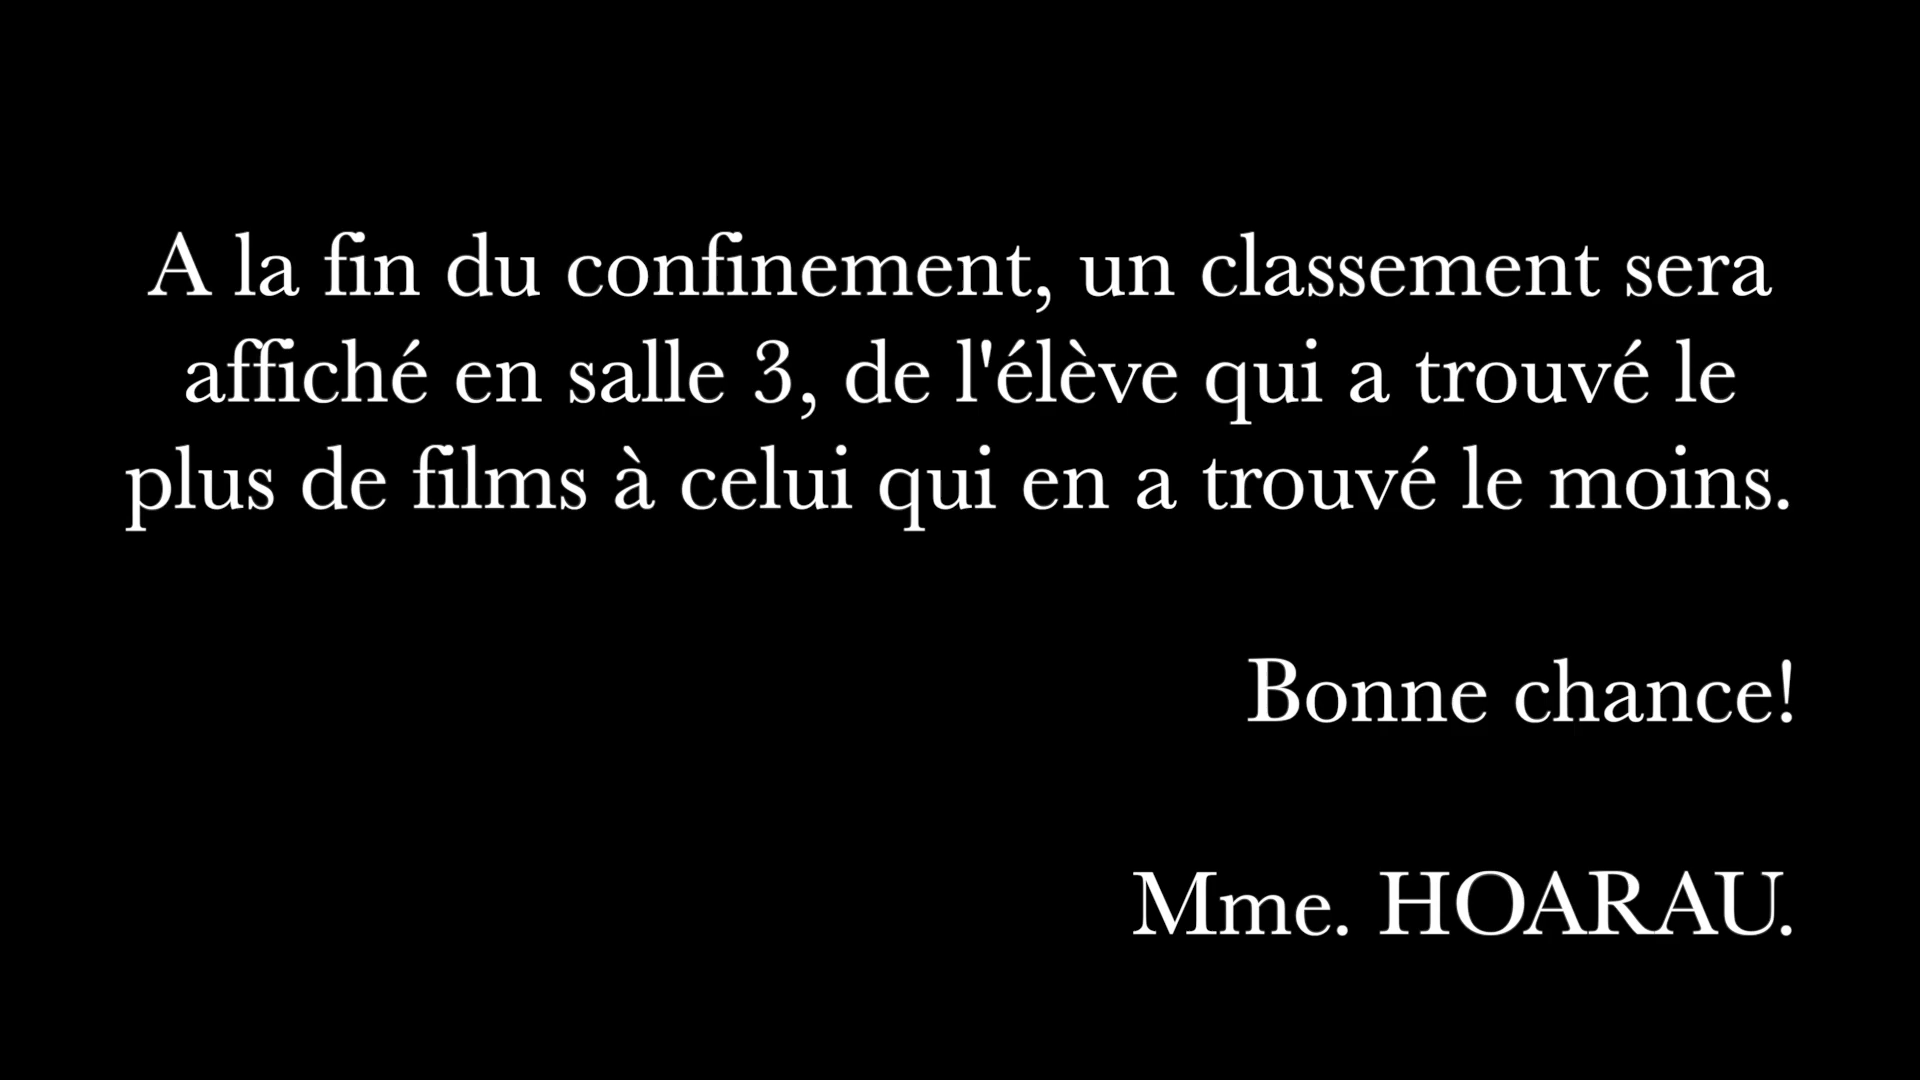 A la fin du confinement, un classement sera
affiché en salle 3, de l'élève qui a trouvé le
plus de films à celui qui en a trouvé le moins.
Bonne chance!
Mme. HOARAU.